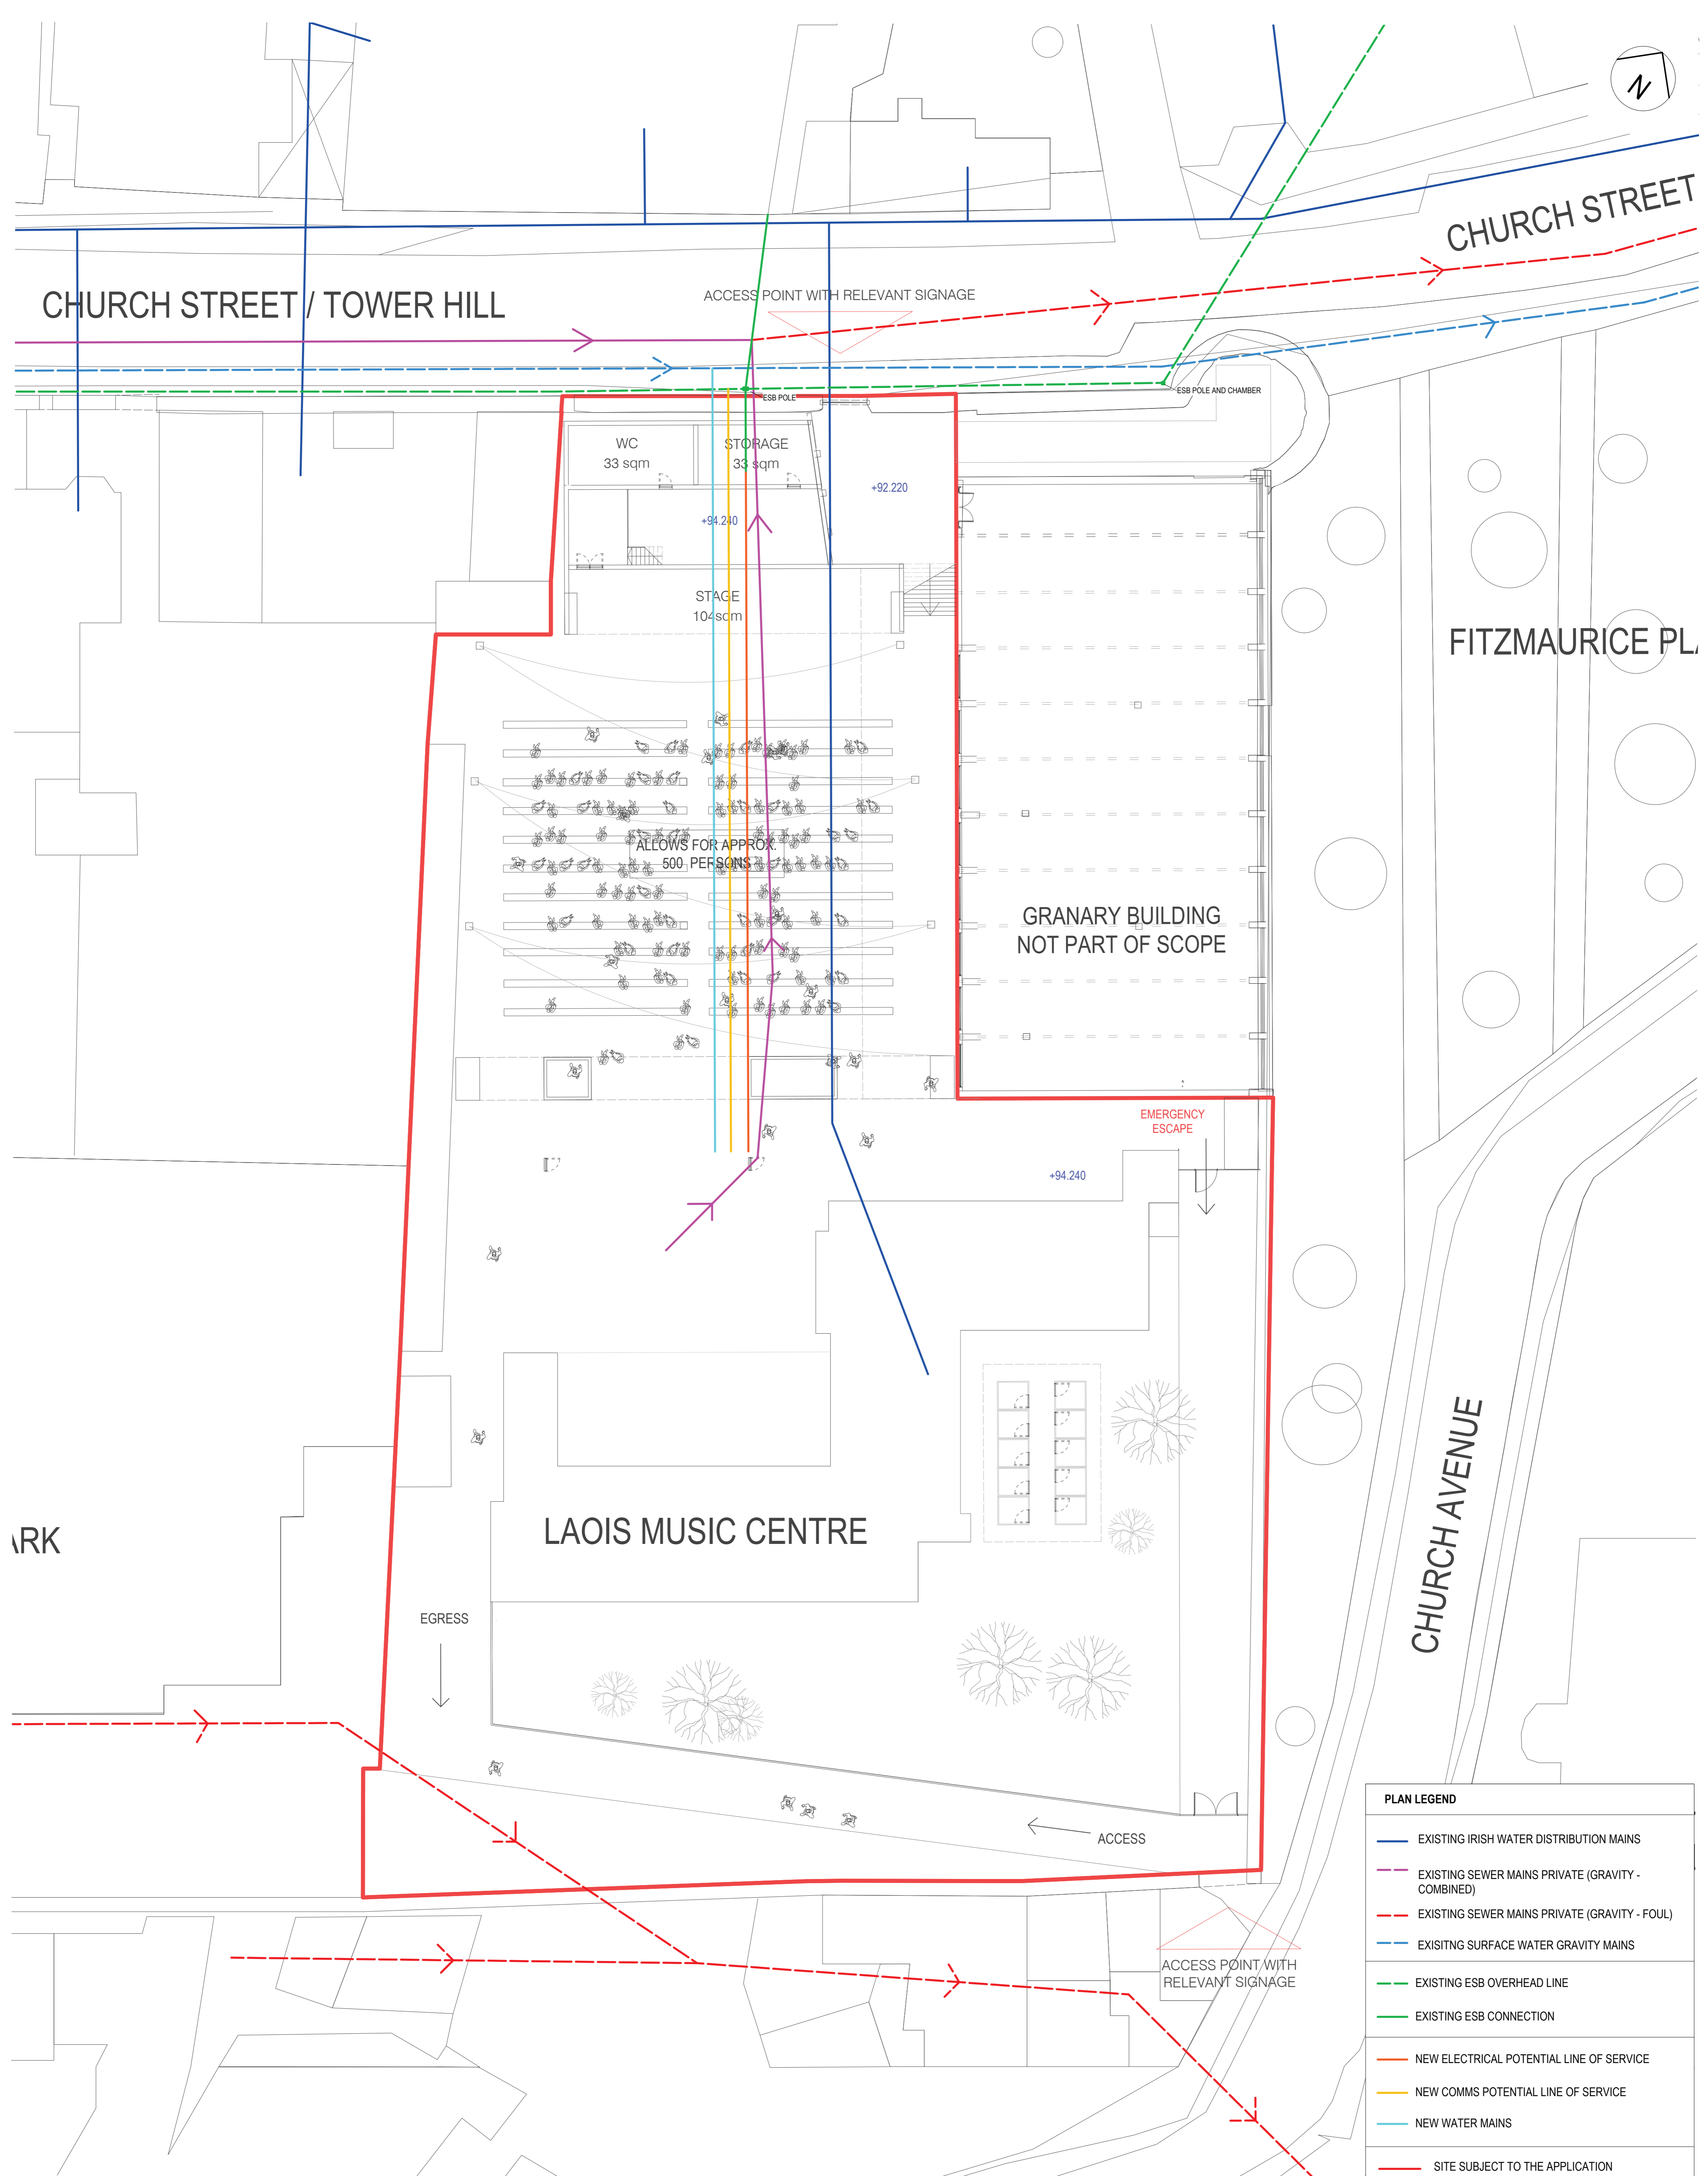 N
CHURCH STREET
CHURCH STREET / TOWER HILL
ACCESS POINT WITH RELEVANT SIGNAGE
ESB POLE
ESB POLE AND CHAMBER
WC
33 sqm
STORAGE
33 sqm
+92.220
+94.240
STAGE
104sqm
FITZMAURICE PLA
ALLOWS FOR APPROX.
500 PERSONS
GRANARY BUILDING
NOT PART OF SCOPE
EMERGENCY
ESCAPE
+94.240
CHURCH AVENUE
LAOIS MUSIC CENTRE
ARK
EGRESS
ACCESS
ACCESS POINT WITH
RELEVANT SIGNAGE
PLAN LEGEND
EXISTING IRISH WATER DISTRIBUTION MAINS
EXISTING SEWER MAINS PRIVATE (GRAVITY -
COMBINED)
EXISTING SEWER MAINS PRIVATE (GRAVITY - FOUL)
EXISITNG SURFACE WATER GRAVITY MAINS
EXISTING ESB OVERHEAD LINE
EXISTING ESB CONNECTION
NEW ELECTRICAL POTENTIAL LINE OF SERVICE
NEW COMMS POTENTIAL LINE OF SERVICE
NEW WATER MAINS
SITE SUBJECT TO THE APPLICATION